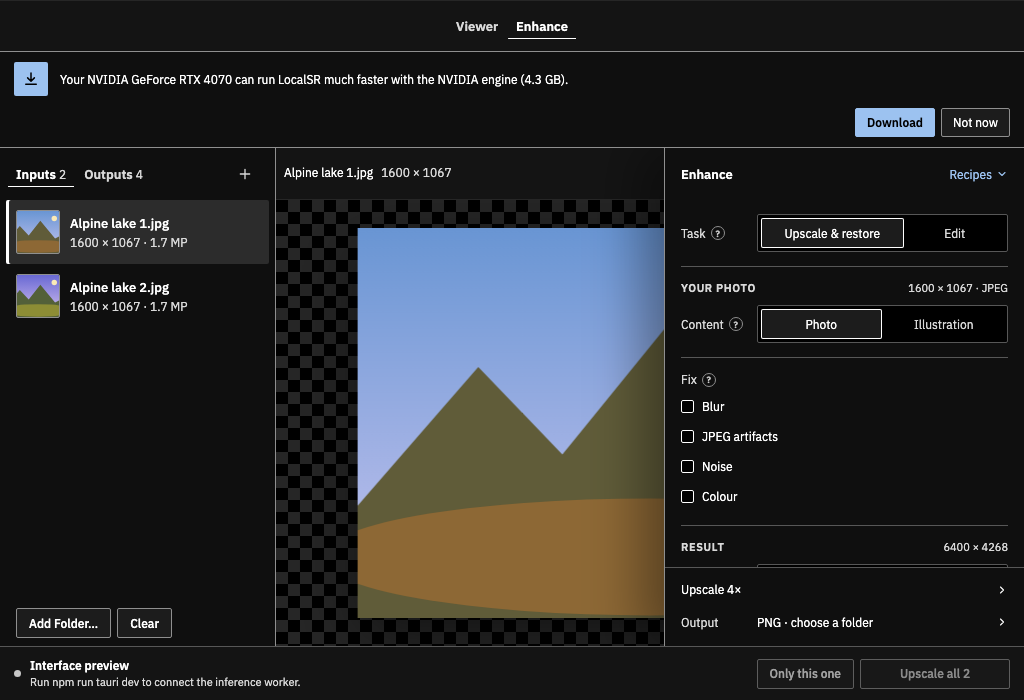 Viewer Enhance
Your NVIDIA GeForce RTX 4070 can run LocalSR much faster with the NVIDIA engine (4.3 GB).
Download Not now
Inputs 2 Outputs 4 +
Alpine lake 1.jpg
1600 × 1067 · 1.7 MP
Alpine lake 2.jpg
1600 × 1067 · 1.7 MP
Add Folder... Clear
Alpine lake 1.jpg 1600 × 1067
Enhance Recipes
Task ? Upscale & restore Edit
YOUR PHOTO 1600 × 1067 · JPEG
Content ? Photo Illustration
Fix ?
Blur
JPEG artifacts
Noise
Colour
RESULT 6400 × 4268
Upscale 4×
Output PNG · choose a folder
Interface preview
Run npm run tauri dev to connect the inference worker.
Only this one Upscale all 2